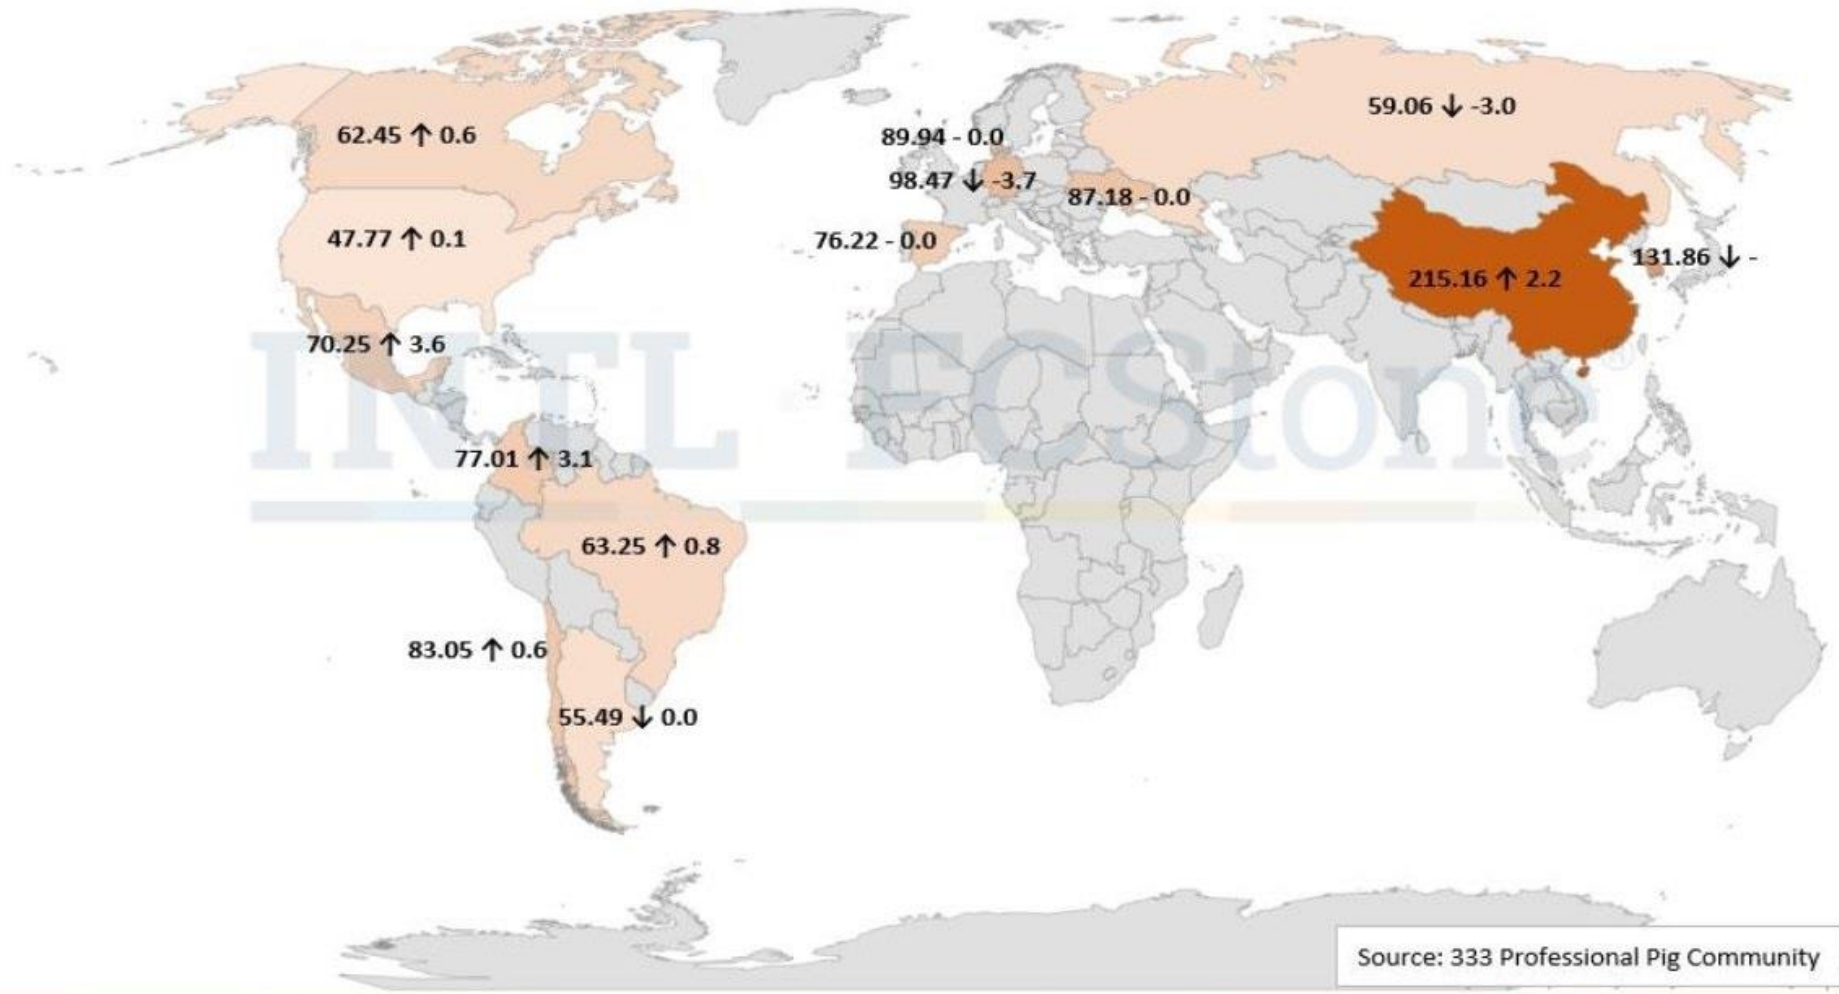 59.06 ↓ -3.0
62.45 ↑ 0.6
89.94 - 0.0
98.47 ↓ -3.7
87.18 - 0.0
47.77 ↑ 0.1
76.22 - 0.0
131.86 ↓ -
215.16 ↑ 2.2
70.25 ↑ 3.6
INTL FCStone®
77.01 ↑ 3.1
63.25 ↑ 0.8
83.05 ↑ 0.6
55.49 ↓ 0.0
Source: 333 Professional Pig Community